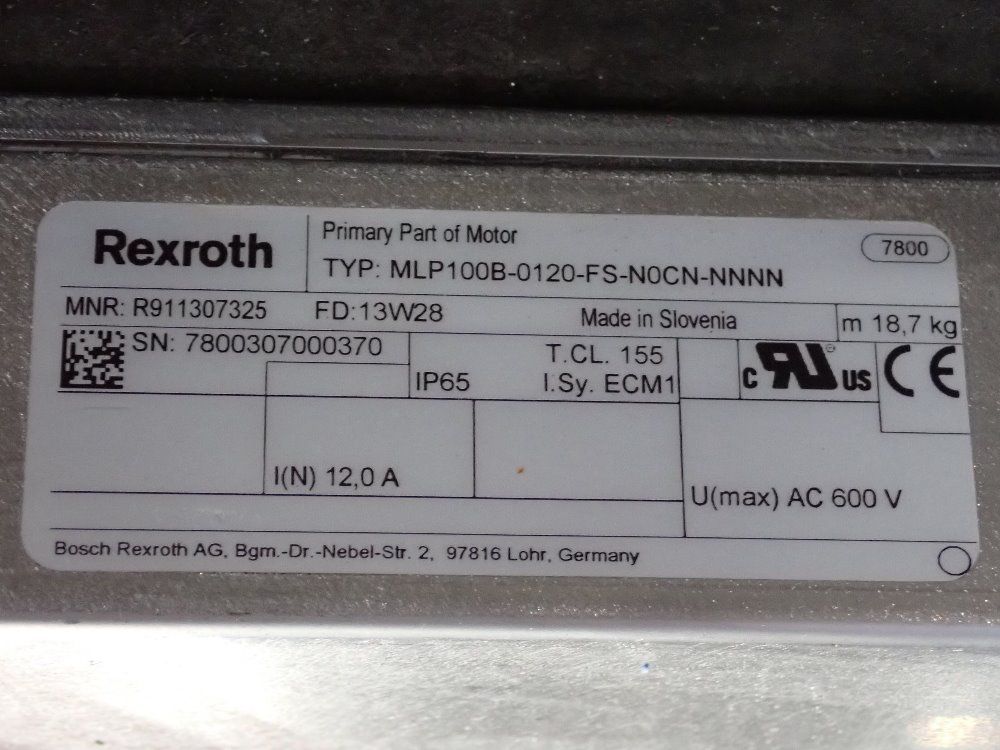 Rexroth
Primary Part of Motor
7800
TYP: MLP100B-0120-FS-N0CN-NNNN
MNR: R911307325 FD:13W28 Made in Slovenia m 18,7 kg
SN: 7800307000370
IP65
T.CL. 155
I.Sy. ECM1
c RU® US
CE
I(N) 12,0 A
U(max) AC 600 V
Bosch Rexroth AG, Bgm.-Dr.-Nebel-Str. 2, 97816 Lohr, Germany